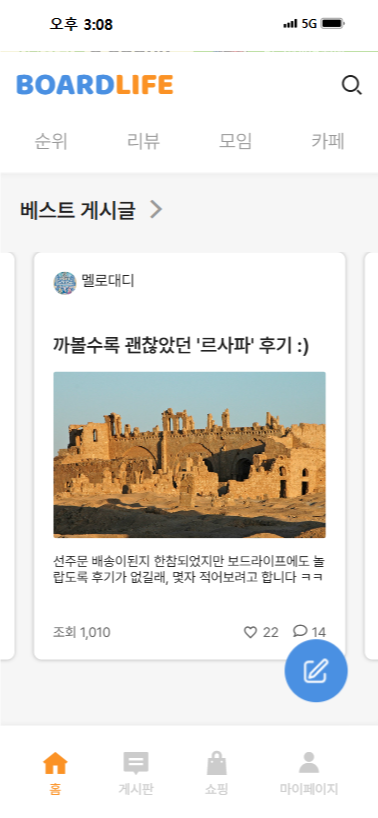 오후 3:08
5G
BOARDLIFE
순위 리뷰 모임 카페
베스트 게시글
멜로대디
까볼수록 괜찮았던 '르사파' 후기 :)
선주문 배송이된지 한참되었지만 보드라이프에도 놀
랍도록 후기가 없길래, 몇자 적어보려고 합니다 ㅋㅋ
조회 1,010 22 14
홈 게시판 쇼핑 마이페이지